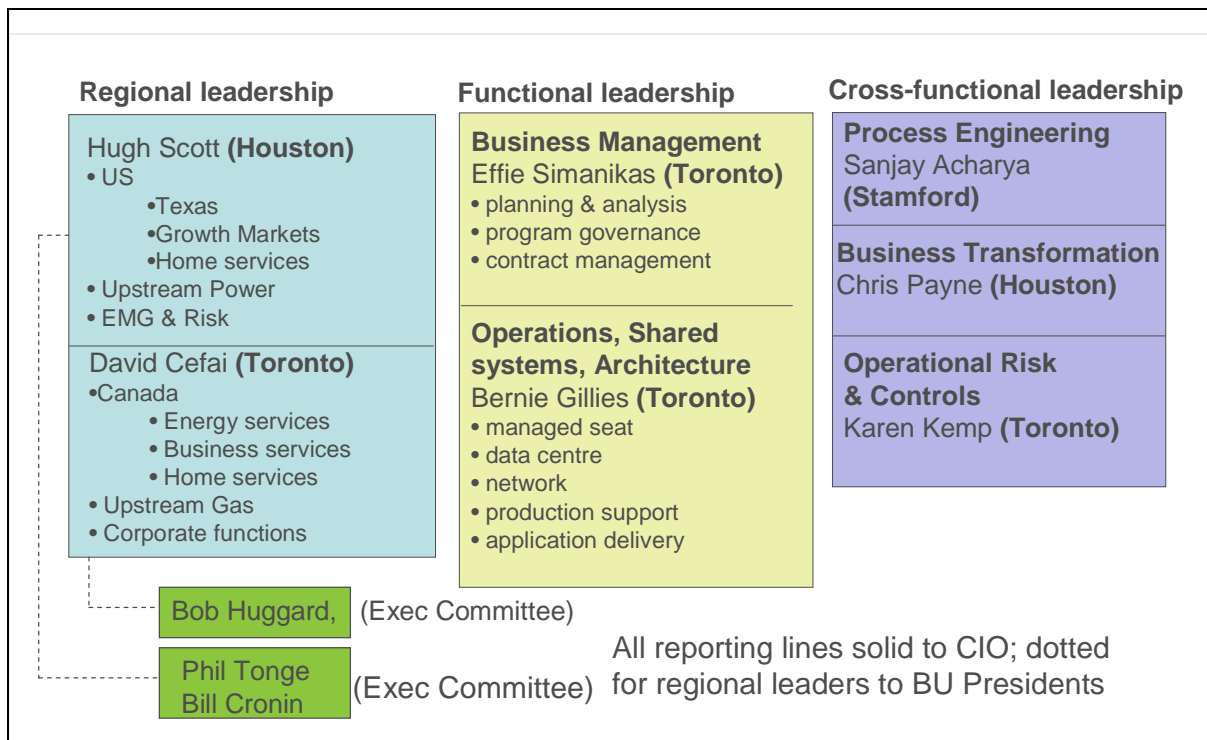 Regional leadership
Hugh Scott (Houston)
• US
•Texas
•Growth Markets
•Home services
• Upstream Power
• EMG & Risk
David Cefai (Toronto)
•Canada
• Energy services
• Business services
• Home services
• Upstream Gas
• Corporate functions
Functional leadership
Business Management
Effie Simanikas (Toronto)
• planning & analysis
• program governance
• contract management
Operations, Shared
systems, Architecture
Bernie Gillies (Toronto)
• managed seat
• data centre
• network
• production support
• application delivery
Cross-functional leadership
Process Engineering
Sanjay Acharya
(Stamford)
Business Transformation
Chris Payne (Houston)
Operational Risk
& Controls
Karen Kemp (Toronto)
Bob Huggard, (Exec Committee)
Phil Tonge
Bill Cronin
(Exec Committee)
All reporting lines solid to CIO; dotted
for regional leaders to BU Presidents